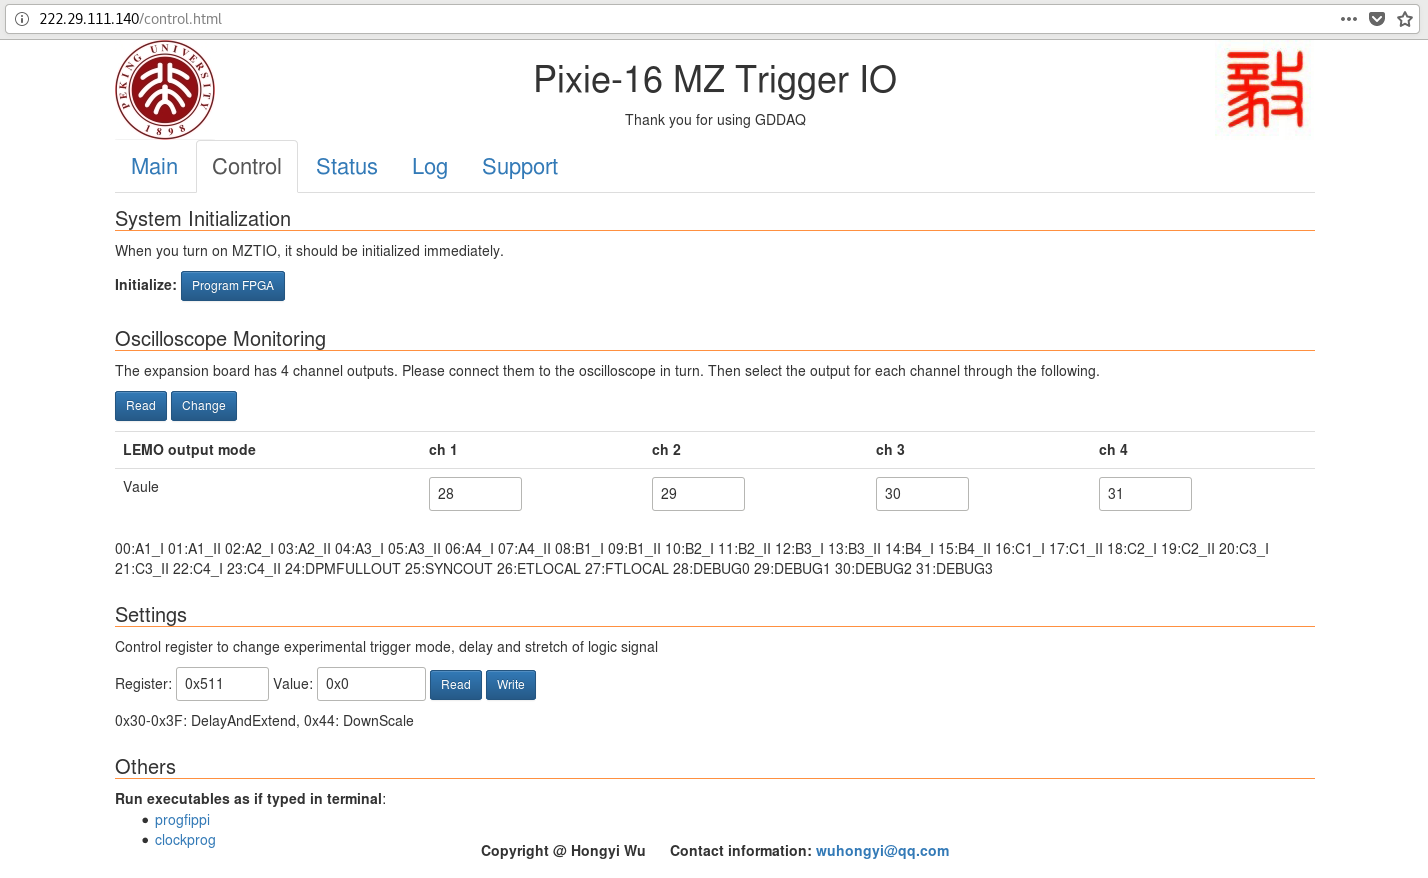 222.29.111.140/control.html
PEKING UNIVERSITY
1898
Pixie-16 MZ Trigger IO
毅
Thank you for using GDDAQ
Main Control Status Log Support
System Initialization
When you turn on MZTIO, it should be initialized immediately.
Initialize: Program FPGA
Oscilloscope Monitoring
The expansion board has 4 channel outputs. Please connect them to the oscilloscope in turn. Then select the output for each channel through the following.
Read Change
LEMO output mode ch 1 ch 2 ch 3 ch 4
Vaule 28 29 30 31
00:A1_I 01:A1_II 02:A2_I 03:A2_II 04:A3_I 05:A3_II 06:A4_I 07:A4_II 08:B1_I 09:B1_II 10:B2_I 11:B2_II 12:B3_I 13:B3_II 14:B4_I 15:B4_II 16:C1_I 17:C1_II 18:C2_I 19:C2_II 20:C3_I
21:C3_II 22:C4_I 23:C4_II 24:DPMFULLOUT 25:SYNCOUT 26:ETLOCAL 27:FTLOCAL 28:DEBUG0 29:DEBUG1 30:DEBUG2 31:DEBUG3
Settings
Control register to change experimental trigger mode, delay and stretch of logic signal
Register: 0x511 Value: 0x0 Read Write
0x30-0x3F: DelayAndExtend, 0x44: DownScale
Others
Run executables as if typed in terminal:
progfippi
clockprog
Copyright @ Hongyi Wu Contact information: wuhongyi@qq.com